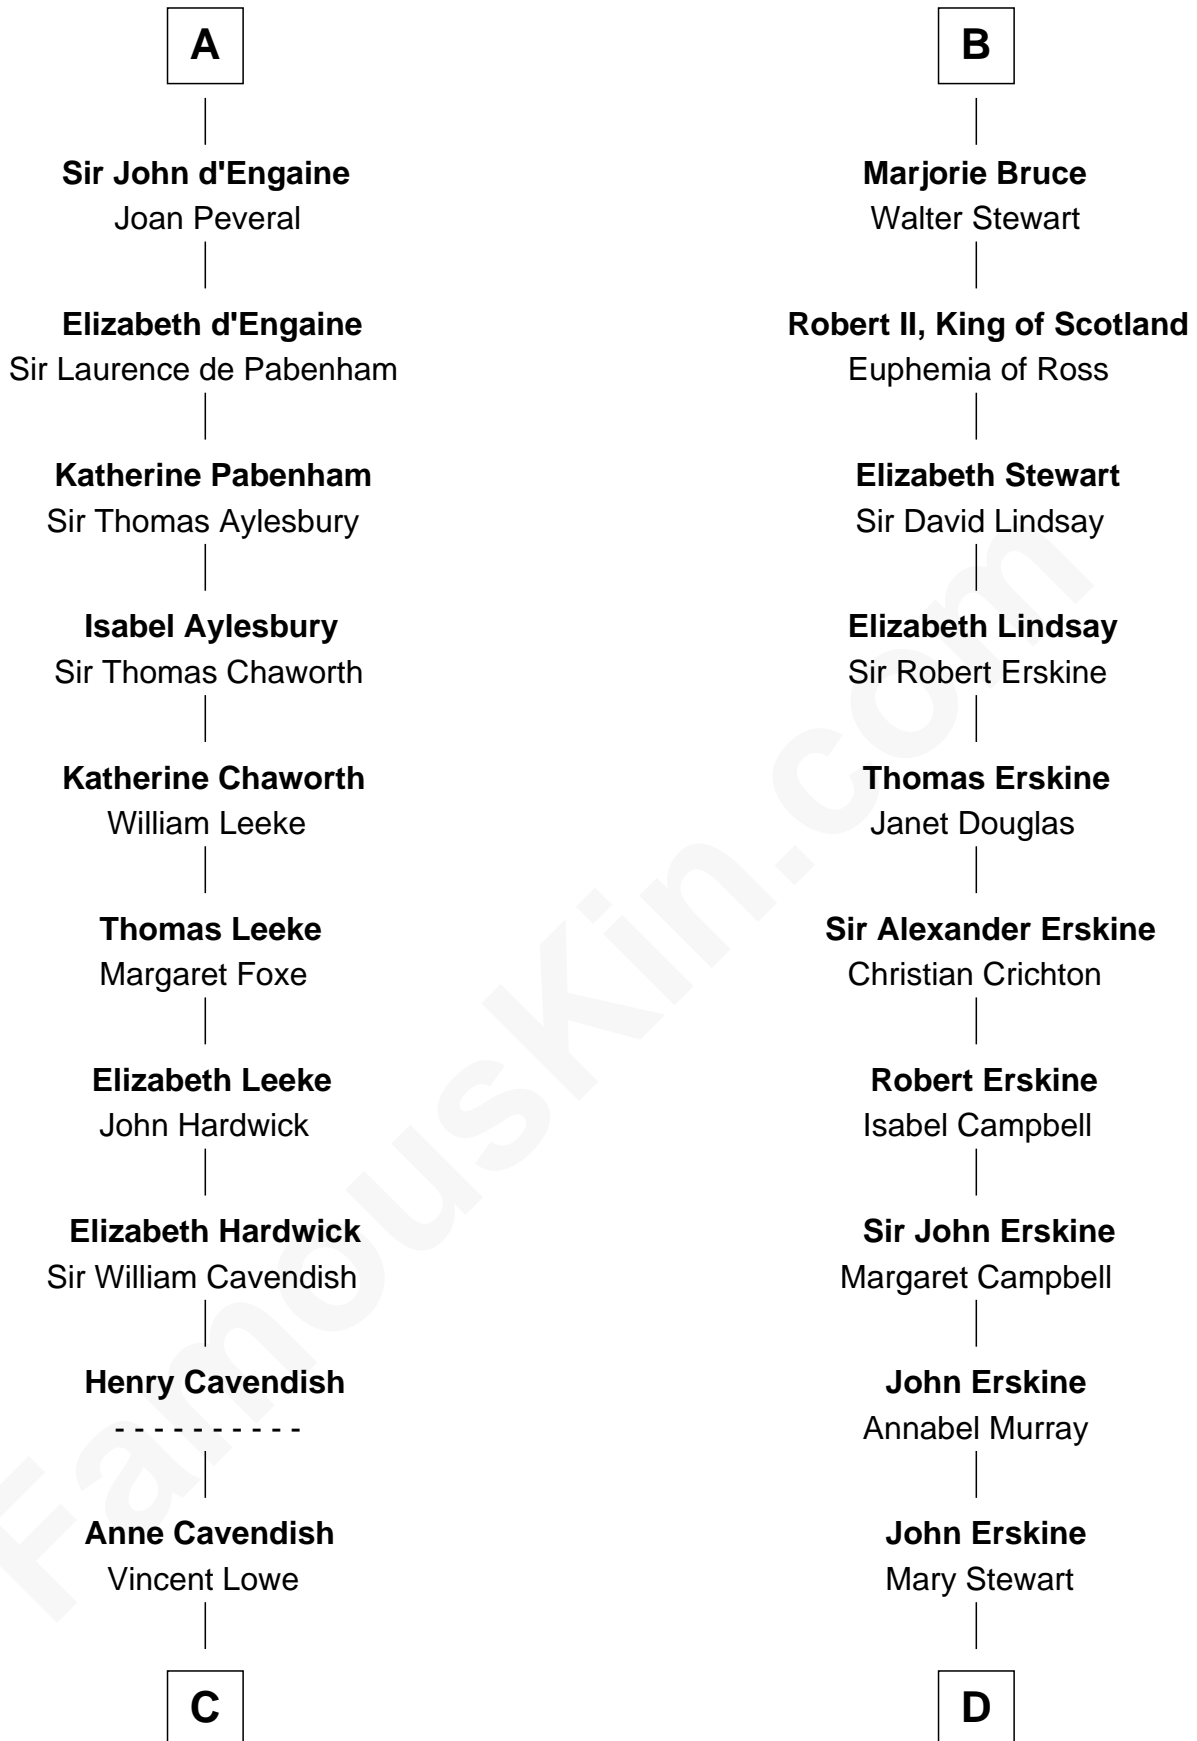 A
Sir John d'Engaine
Joan Peveral
Elizabeth d'Engaine
Sir Laurence de Pabenham
Katherine Pabenham
Sir Thomas Aylesbury
Isabel Aylesbury
Sir Thomas Chaworth
Katherine Chaworth
William Leeke
Thomas Leeke
Margaret Foxe
Elizabeth Leeke
John Hardwick
Elizabeth Hardwick
Sir William Cavendish
Henry Cavendish
- - - - - - - - - -
Anne Cavendish
Vincent Lowe
C
B
Marjorie Bruce
Walter Stewart
Robert II, King of Scotland
Euphemia of Ross
Elizabeth Stewart
Sir David Lindsay
Elizabeth Lindsay
Sir Robert Erskine
Thomas Erskine
Janet Douglas
Sir Alexander Erskine
Christian Crichton
Robert Erskine
Isabel Campbell
Sir John Erskine
Margaret Campbell
John Erskine
Annabel Murray
John Erskine
Mary Stewart
D
FamousKin.com